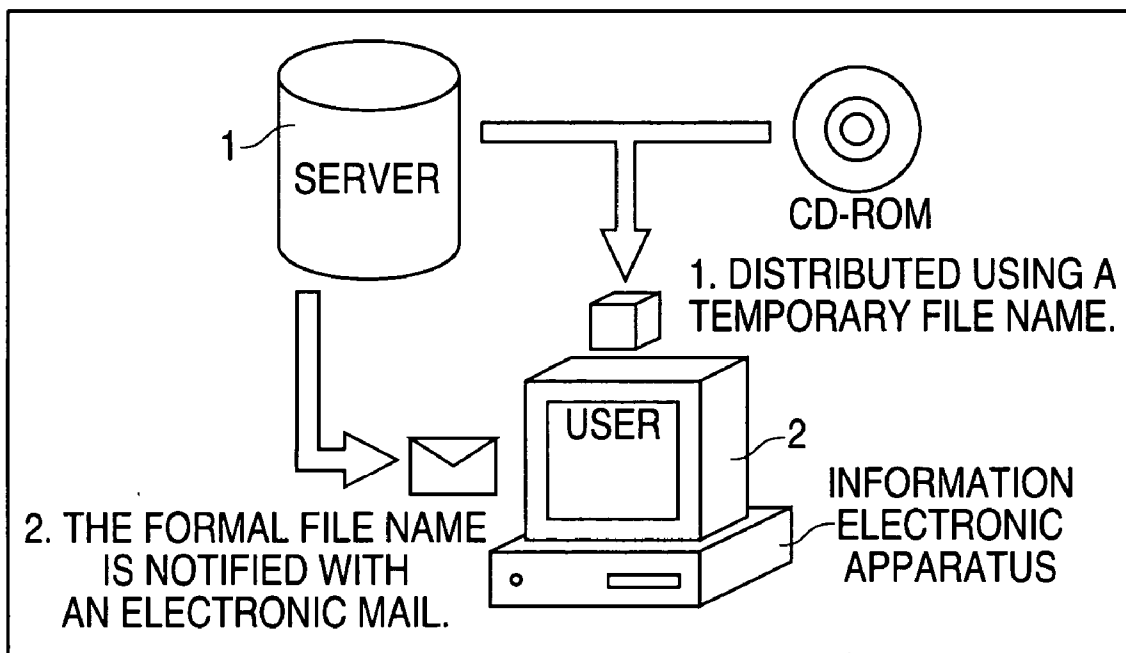 1
SERVER
CD-ROM
1. DISTRIBUTED USING A
TEMPORARY FILE NAME.
USER
2
INFORMATION
ELECTRONIC
APPARATUS
2. THE FORMAL FILE NAME
IS NOTIFIED WITH
AN ELECTRONIC MAIL.